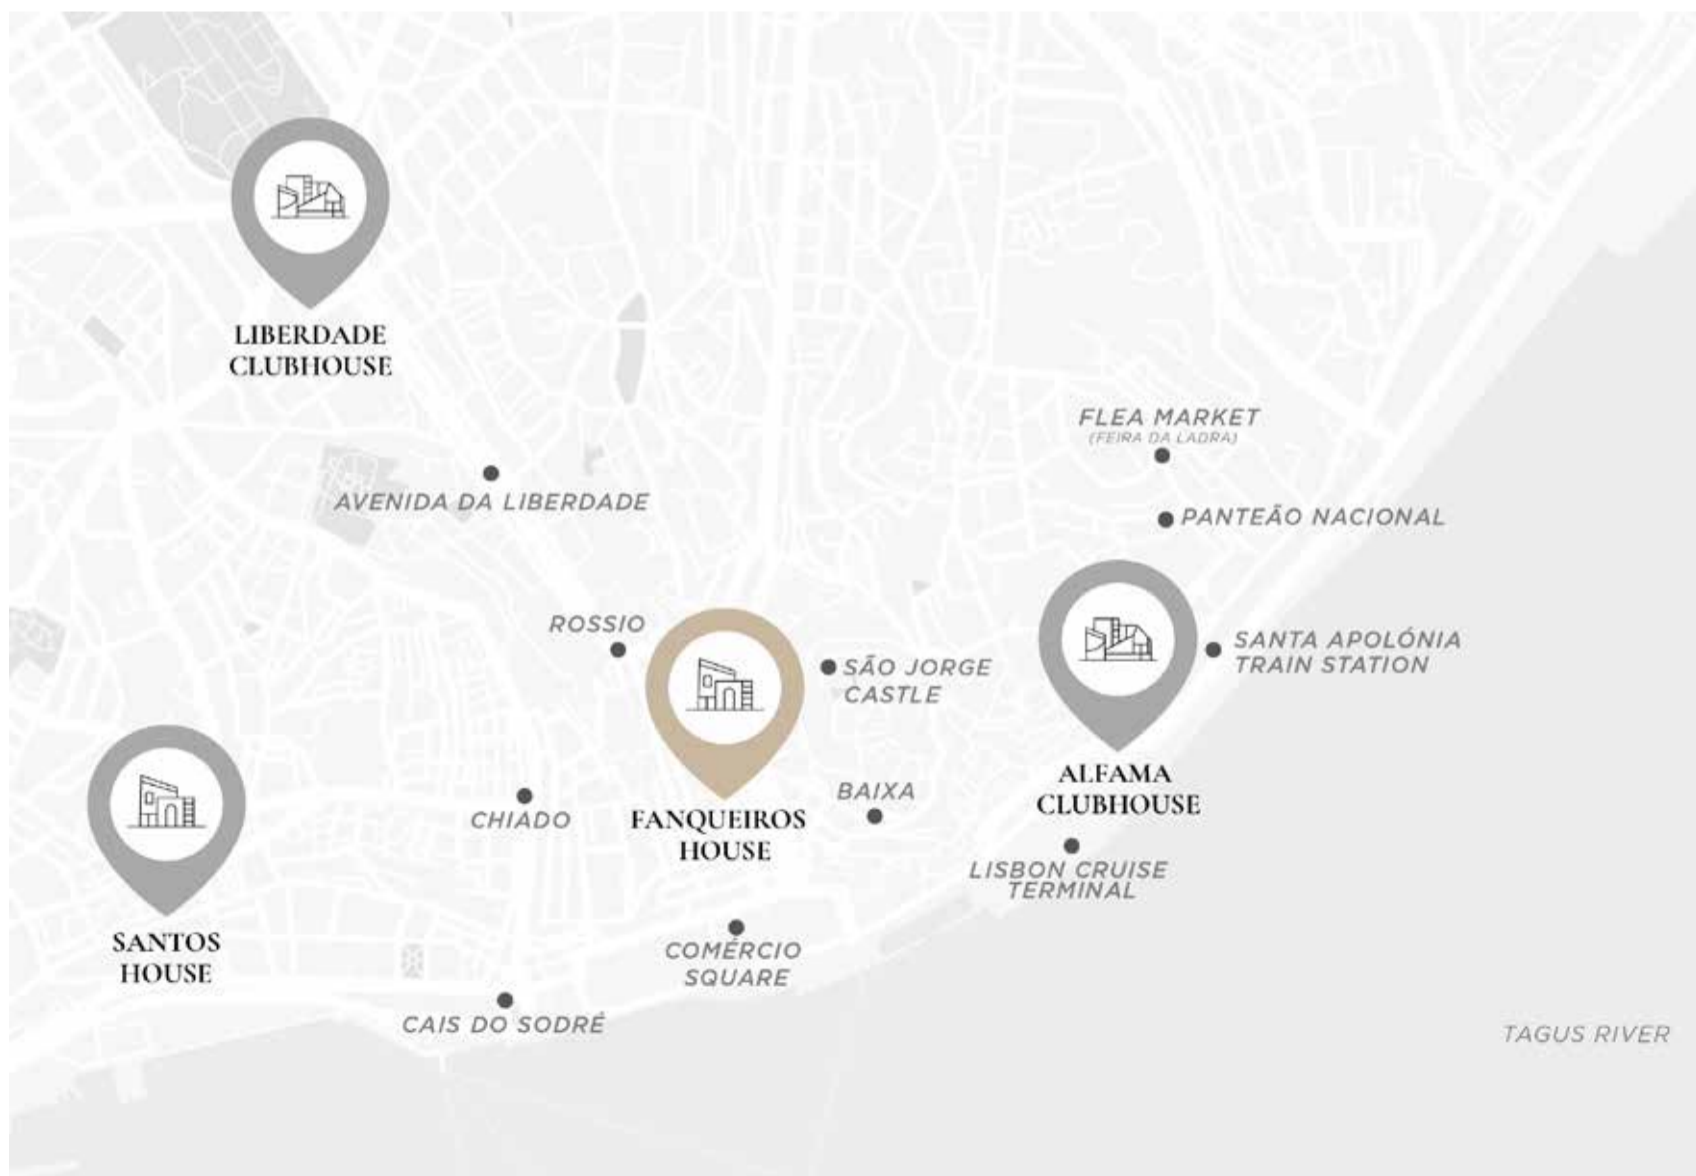 LIBERDADE
CLUBHOUSE
FLEA MARKET
(FEIRA DA LADRA)
AVENIDA DA LIBERDADE
PANTEÃO NACIONAL
ROSSIO
SÃO JORGE
CASTLE
SANTA APOLÓNIA
TRAIN STATION
ALFAMA
CLUBHOUSE
BAIXA
CHIADO
FANQUEIROS
HOUSE
LISBON CRUISE
TERMINAL
SANTOS
HOUSE
COMÉRCIO
SQUARE
CAIS DO SODRÉ
TAGUS RIVER